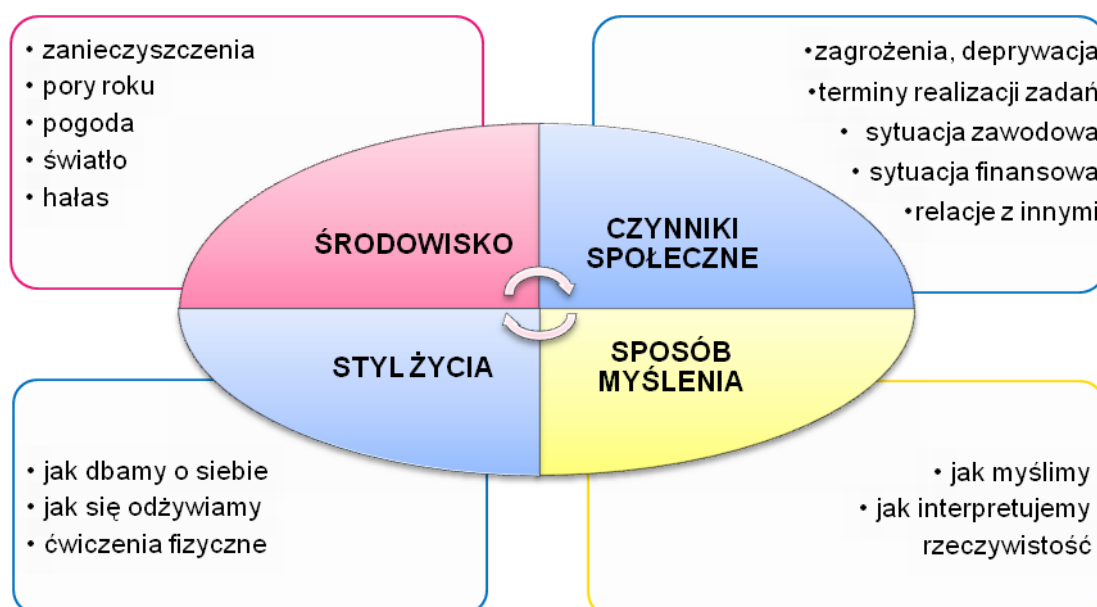 • zanieczyszczenia
• pory roku
• pogoda
• światło
• hałas
•zagrożenia, deprywacja
•terminy realizacji zadań
• sytuacja zawodowa
• sytuacja finansowa
•relacje z innymi
ŚRODOWISKO
CZYNNIKI
SPOŁECZNE
STYL ŻYCIA
SPOSÓB
MYŚLENIA
• jak dbamy o siebie
• jak się odżywiamy
• ćwiczenia fizyczne
• jak myślimy
• jak interpretujemy
rzeczywistość